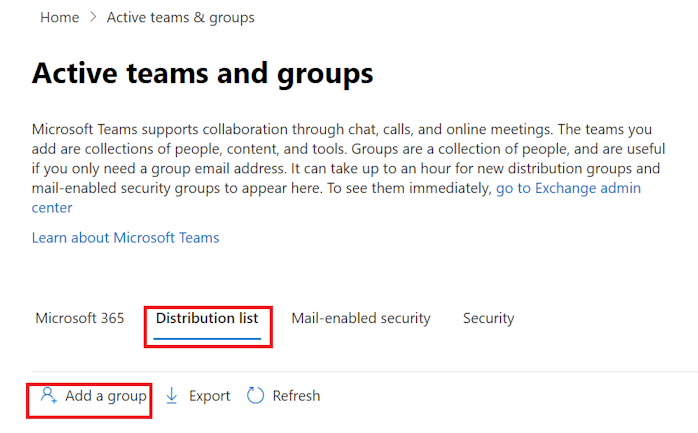 Home > Active teams & groups
Active teams and groups
Microsoft Teams supports collaboration through chat, calls, and online meetings. The teams you
add are collections of people, content, and tools. Groups are a collection of people, and are useful
if you only need a group email address. It can take up to an hour for new distribution groups and
mail-enabled security groups to appear here. To see them immediately, go to Exchange admin
center
Learn about Microsoft Teams
Microsoft 365 Distribution list Mail-enabled security Security
Add a group Export Refresh